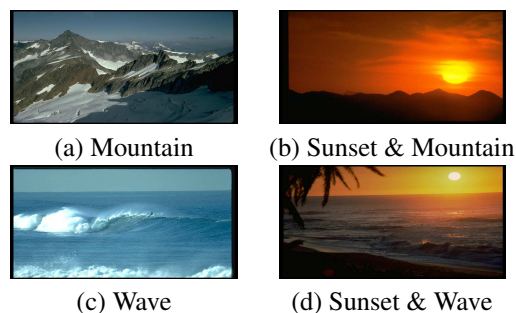 (a) Mountain
(b) Sunset & Mountain
(c) Wave
(d) Sunset & Wave